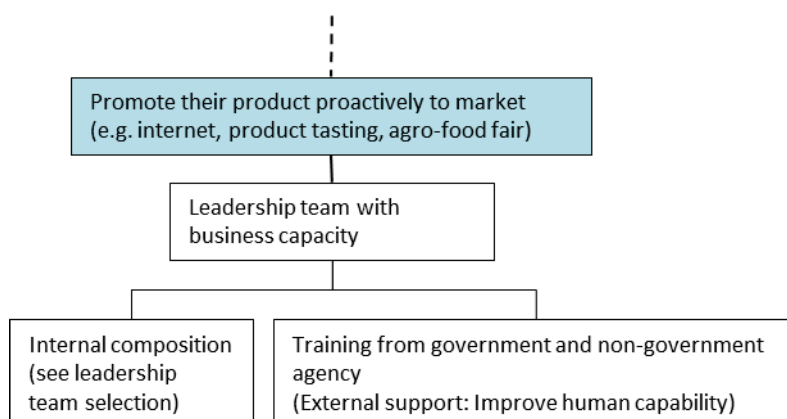 Promote their product proactively to market
(e.g. internet, product tasting, agro-food fair)
Leadership team with
business capacity
Internal composition
(see leadership
team selection)
Training from government and non-government
agency
(External support: Improve human capability)